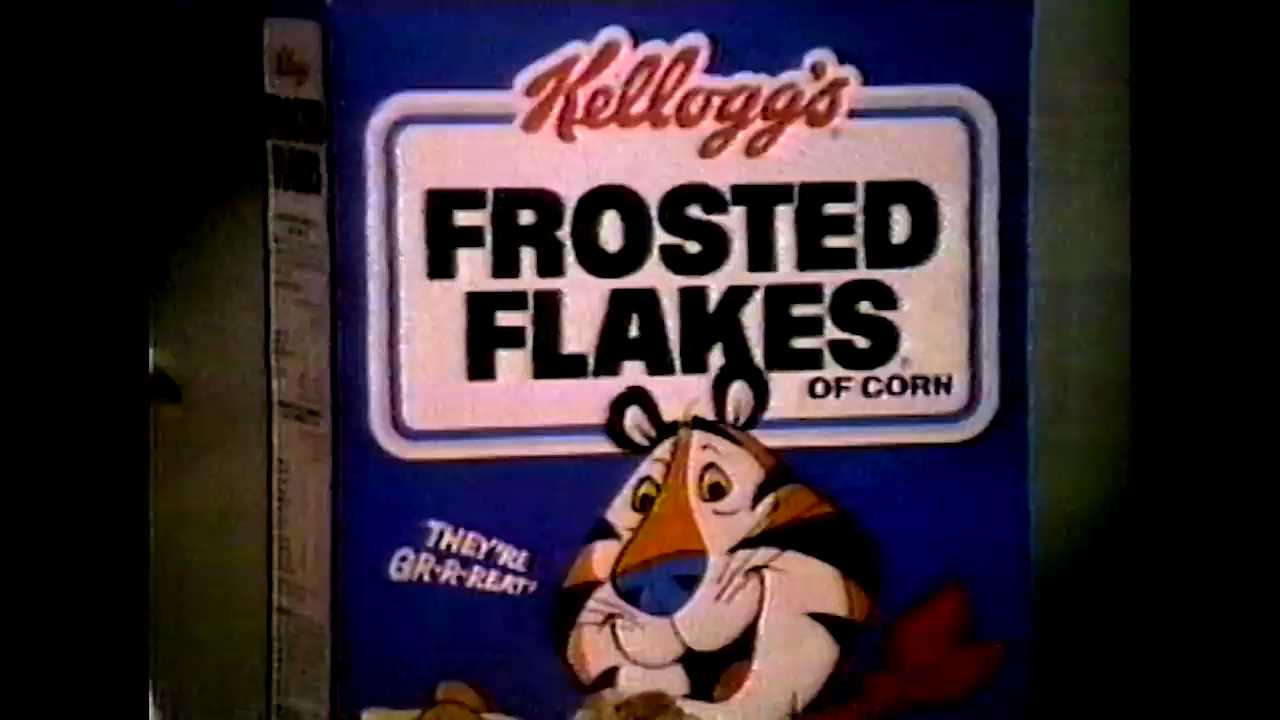 Kellogg's
FROSTED
FLAKES
OF CORN
THEY'RE
GR-R-REAT!